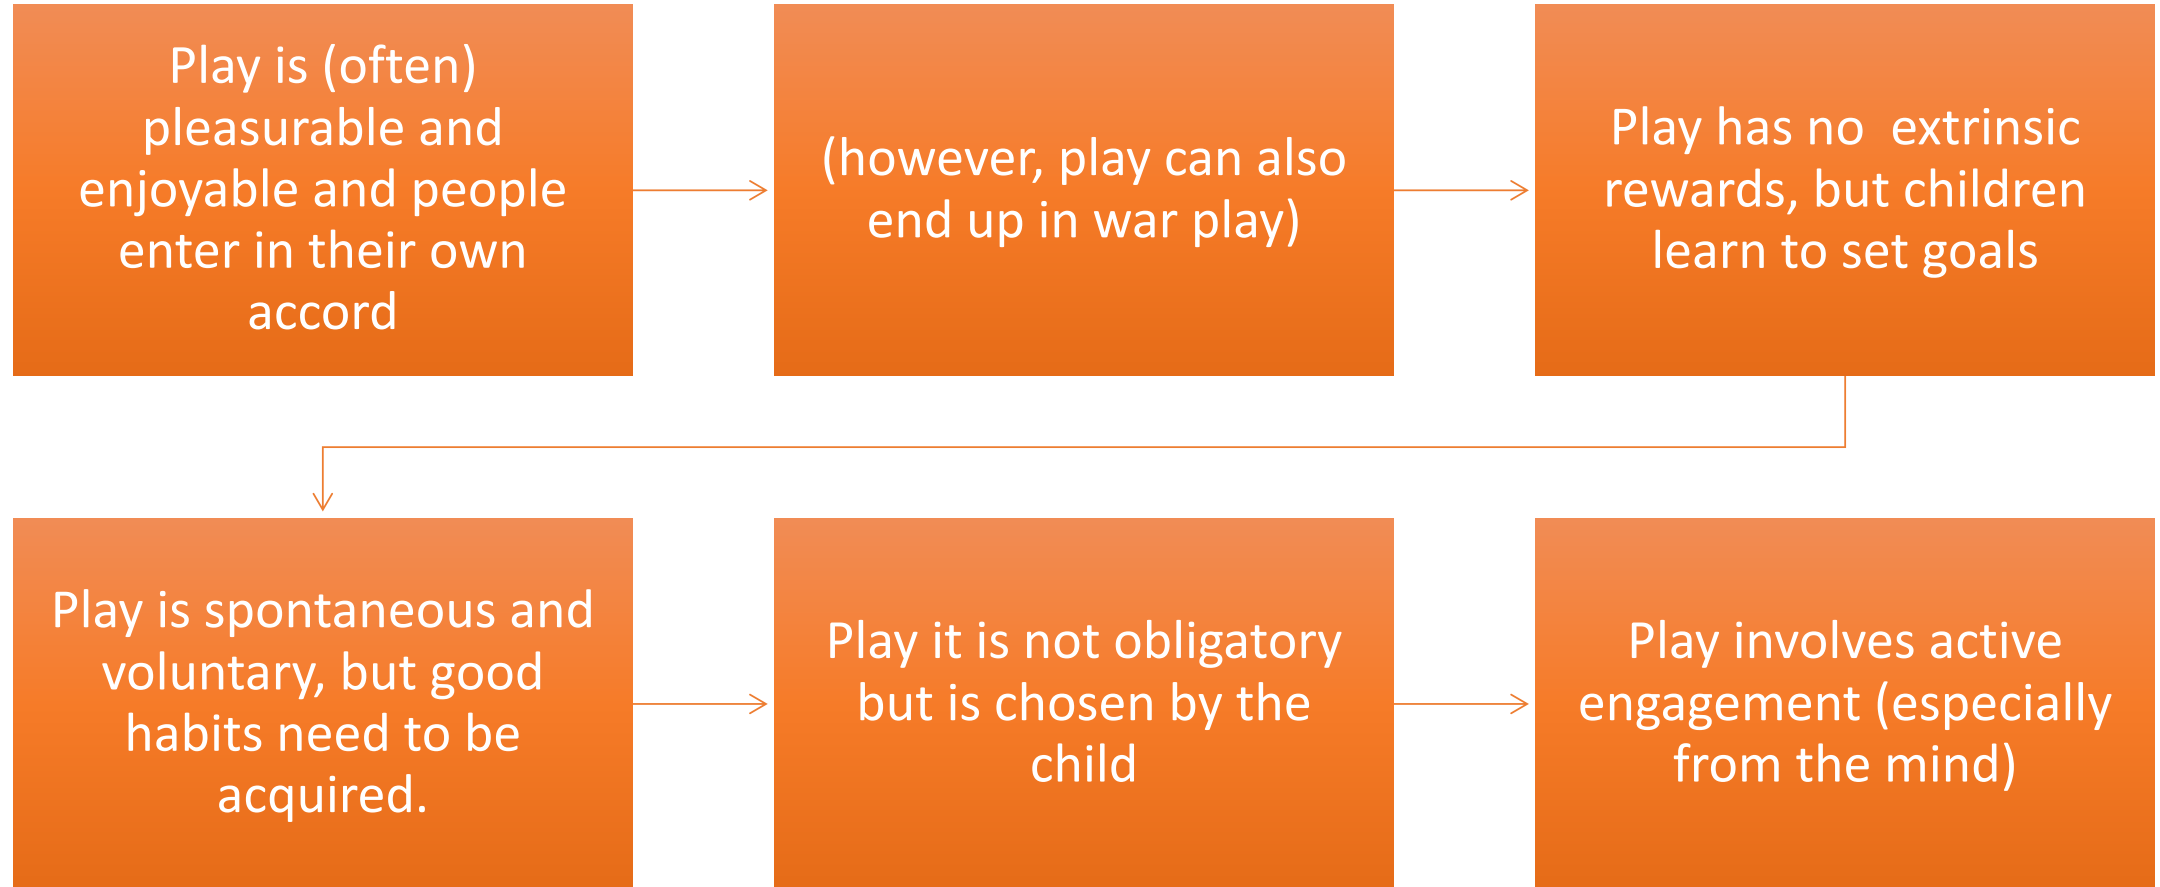 Play is (often)
pleasurable and
enjoyable and people
enter in their own
accord
(however, play can also
end up in war play)
Play has no  extrinsic
rewards, but children
learn to set goals
Play is spontaneous and
voluntary, but good
habits need to be
acquired.
Play it is not obligatory
but is chosen by the
child
Play involves active
engagement (especially
from the mind)